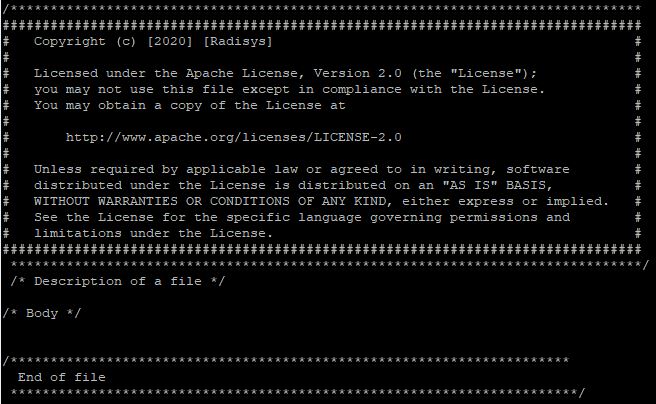 /*******************************************************************************
################################################################################
#   Copyright (c) [2020] [Radisys]                                             #
#                                                                              #
#   Licensed under the Apache License, Version 2.0 (the "License");            #
#   you may not use this file except in compliance with the License.           #
#   You may obtain a copy of the License at                                    #
#                                                                              #
#       http://www.apache.org/licenses/LICENSE-2.0                             #
#                                                                              #
#   Unless required by applicable law or agreed to in writing, software        #
#   distributed under the License is distributed on an "AS IS" BASIS,          #
#   WITHOUT WARRANTIES OR CONDITIONS OF ANY KIND, either express or implied.   #
#   See the License for the specific language governing permissions and        #
#   limitations under the License.                                             #
################################################################################
 *******************************************************************************/
 /* Description of a file */
/* Body */
/**********************************************************************
  End of file
 ***********************************************************************/